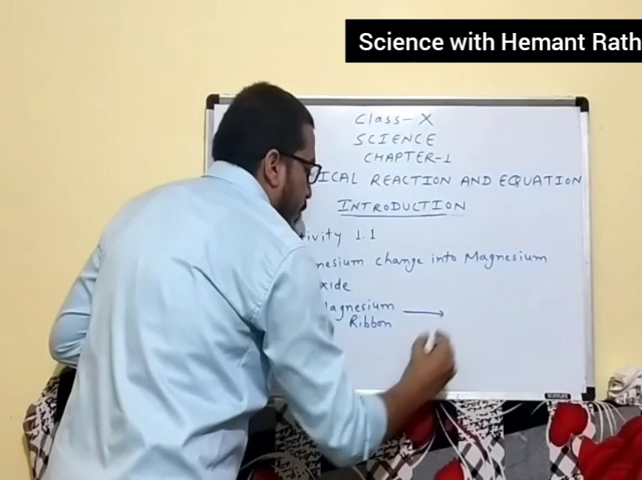 Science with Hemant Rath
Class-X
SCIENCE
CHAPTER-1
ICAL REACTION AND EQUATION
INTRODUCTION
tivity 1.1
nesium change into Magnesium
xide
agnesium →
Ribbon